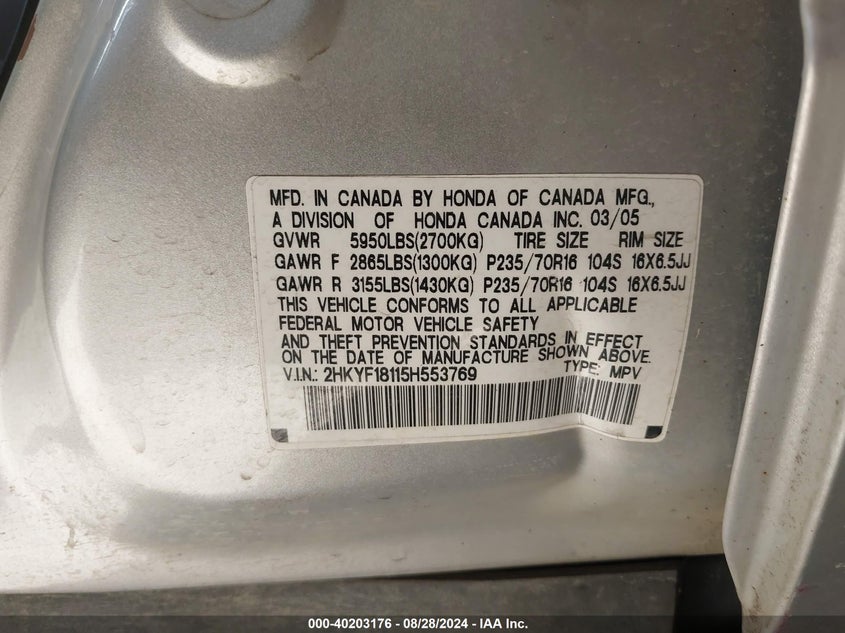 MFD. IN CANADA BY HONDA OF CANADA MFG.,
A DIVISION OF HONDA CANADA INC. 03/05
GVWR 5950LBS(2700KG) TIRE SIZE RIM SIZE
GAWR F 2865LBS(1300KG) P235/70R16 104S 16X6.5JJ
GAWR R 3155LBS(1430KG) P235/70R16 104S 16X6.5JJ
THIS VEHICLE CONFORMS TO ALL APPLICABLE
FEDERAL MOTOR VEHICLE SAFETY
AND THEFT PREVENTION STANDARDS IN EFFECT
ON THE DATE OF MANUFACTURE SHOWN ABOVE.
V.I.N.: 2HKYF18115H553769 TYPE: MPV
000-40203176 - 08/28/2024 - IAA Inc.